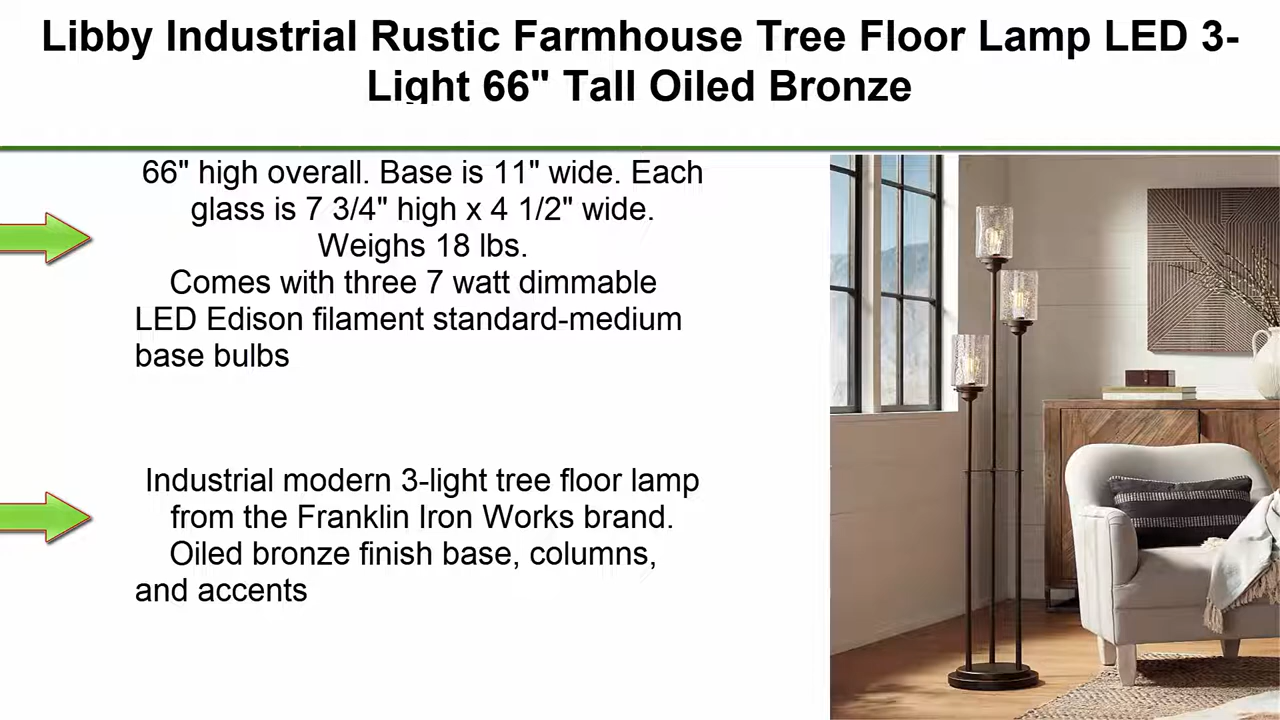 Libby Industrial Rustic Farmhouse Tree Floor Lamp LED 3-
Light 66" Tall Oiled Bronze
66" high overall. Base is 11" wide. Each
glass is 7 3/4" high x 4 1/2" wide.
Weighs 18 lbs.
Comes with three 7 watt dimmable
LED Edison filament standard-medium
base bulbs
Industrial modern 3-light tree floor lamp
from the Franklin Iron Works brand.
Oiled bronze finish base, columns,
and accents